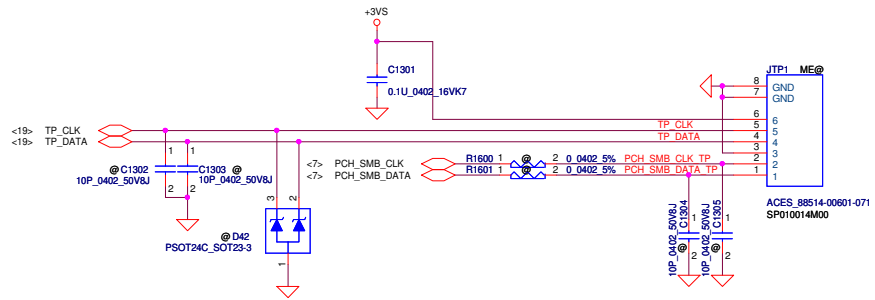 +3VS
C1301
0.1U_0402_16VK7
JTP1 ME@
8 GND
7 GND
6 6
5 5
4 4
3 3
2 2
1 1
ACES_88514-00601-071
SP010014M00
<19> TP_CLK
<19> TP_DATA
TP_CLK
TP_DATA
1 1
@ C1302
10P_0402_50V8J
C1303 @
10P_0402_50V8J
2 2
<7> PCH_SMB_CLK
<7> PCH_SMB_DATA
R1600 1 @ 2 0_0402_5% PCH_SMB_CLK_TP
R1601 1 @ 2 0_0402_5% PCH_SMB_DATA_TP
3 2
@ D42
PSOT24C_SOT23-3
1
10P_0402_50V8J
@ C1304
1
2
10P_0402_50V8J
@ C1305
1
2